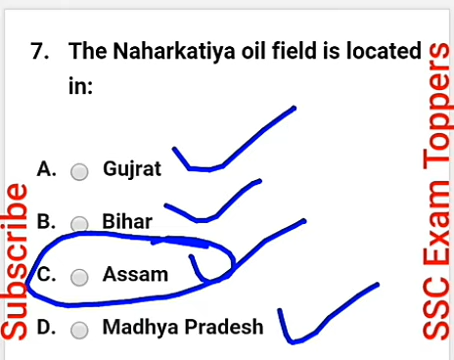 7. The Naharkatiya oil field is located
in:
A. Gujrat
B. Bihar
C. Assam
D. Madhya Pradesh
Subscribe
SSC Exam Toppers